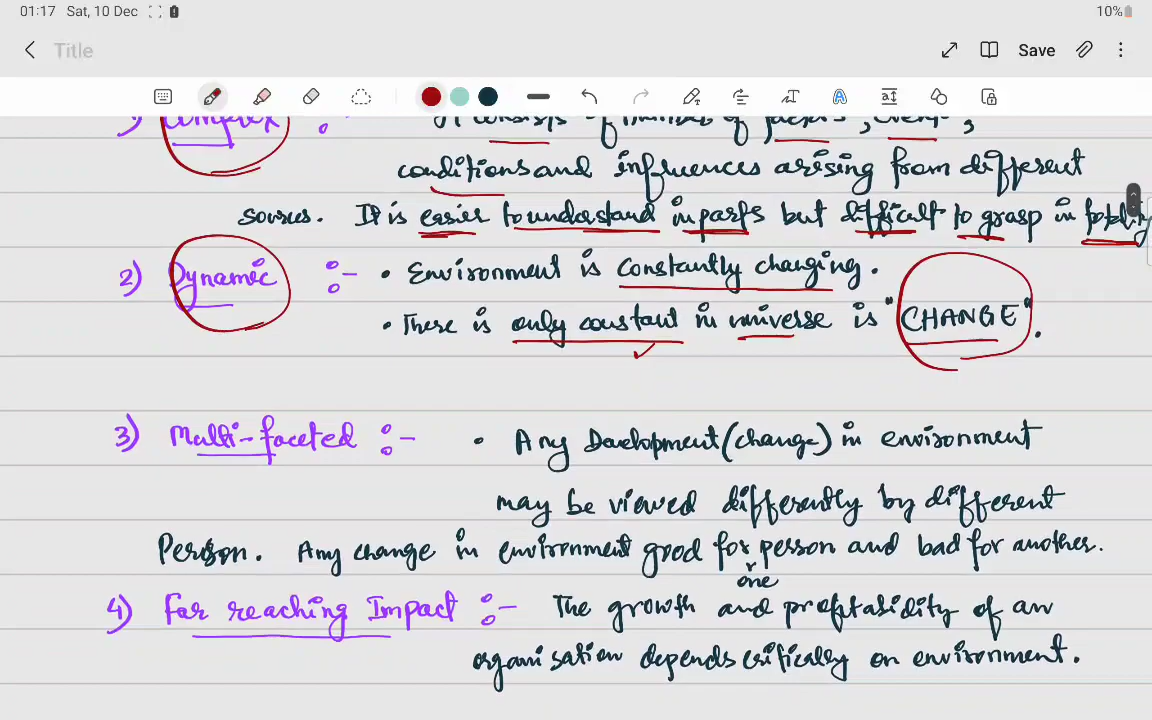 01:17 Sat, 10 Dec 10%
Title Save
1) Complex :- It consists of number of factors, events,
conditions and influences arising from different
sources. It is easier to understand in parts but difficult to grasp in totality
2) Dynamic :- • Environment is constantly changing.
• There is only constant in universe is "CHANGE".
3) Multi-faceted :- • Any Development (change) in environment
may be viewed differently by different
Person. Any change in environment good for one person and bad for another.
4) Far reaching Impact :- The growth and profitability of an
organisation depends critically on environment.